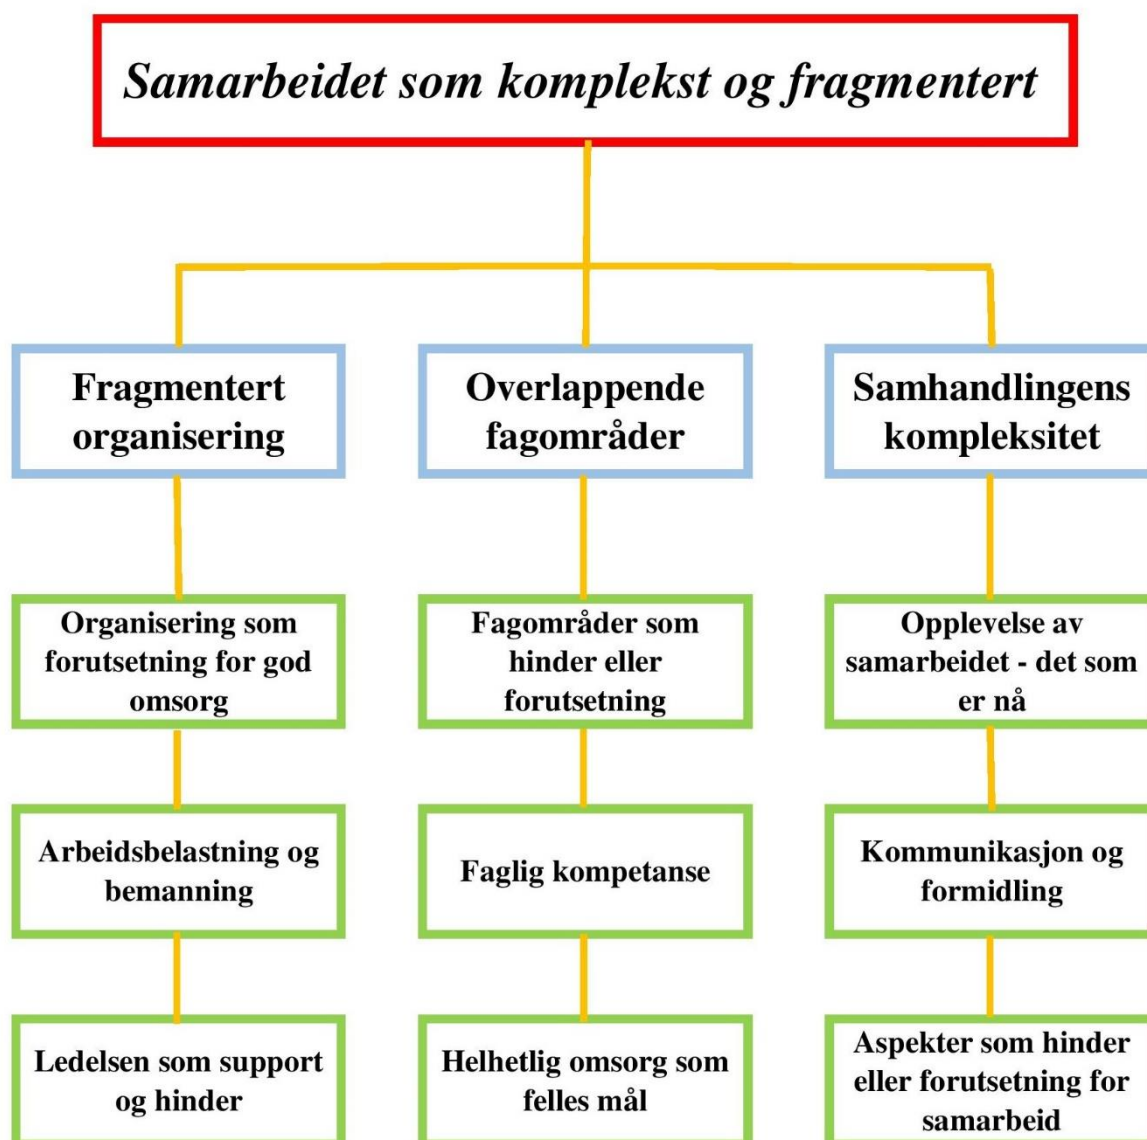 Samarbeidet som komplekst og fragmentert
Fragmentert
organisering
Overlappende
fagområder
Samhandlingens
kompleksitet
Organisering som
forutsetning for god
omsorg
Fagområder som
hinder eller
forutsetning
Opplevelse av
samarbeidet - det som
er nå
Arbeidsbelastning og
bemanning
Faglig kompetanse
Kommunikasjon og
formidling
Ledelsen som support
og hinder
Helhetlig omsorg som
felles mål
Aspekter som hinder
eller forutsetning for
samarbeid